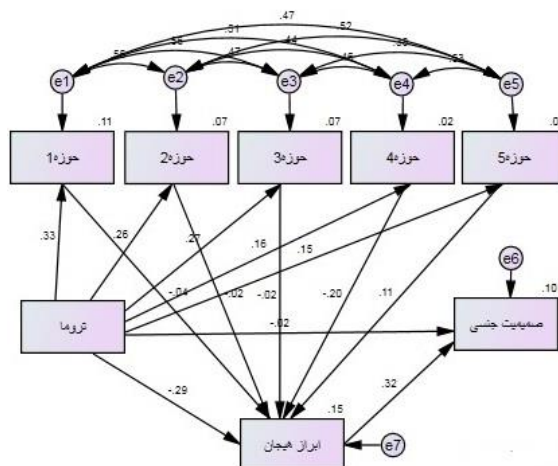 .47
.51 .52
.56 .58 .47 .44 .45 .53
e1 e2 e3 e4 e5
.11 .07 .07 .02
حوزه1 حوزه2 حوزه3 حوزه4 حوزه5
.33 .26 .27 .16 .15
e6
.10
-.04 -.02 -.02 -.20 .11
تروما -.02 صمیمیت جنسی
-.29 .32
.15
ابراز هیجان e7